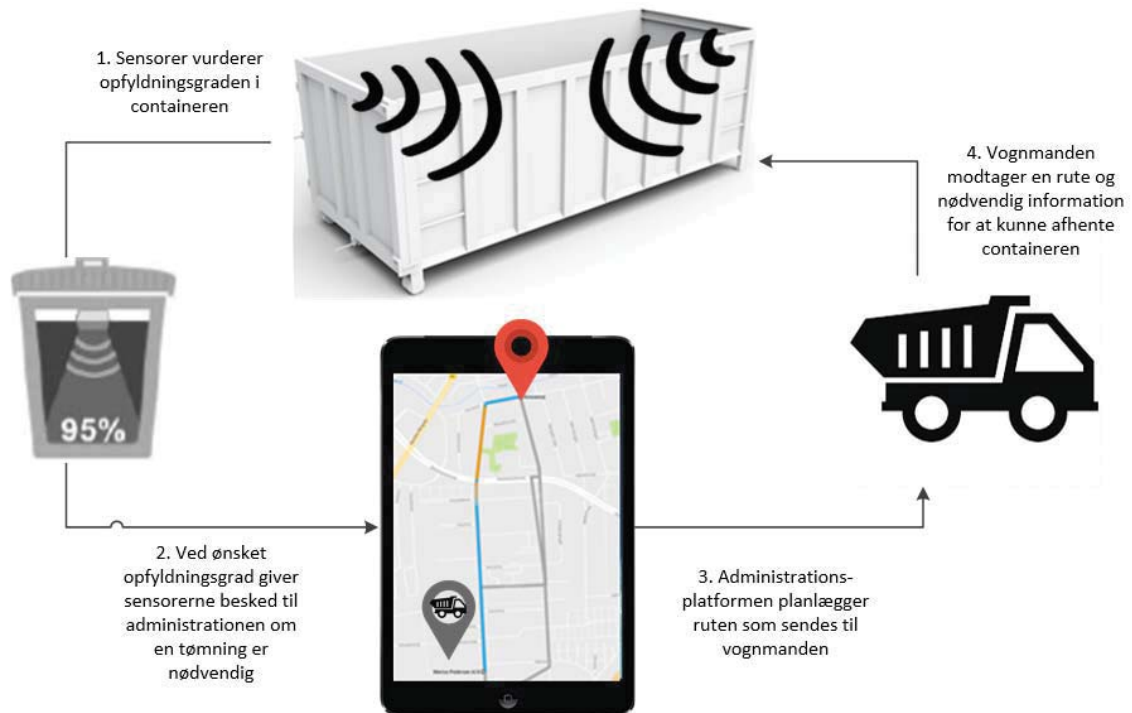 1. Sensorer vurderer
opfyldningsgraden i
containeren
4. Vognmanden
modtager en rute og
nødvendig information
for at kunne afhente
containeren
95%
2. Ved ønsket
opfyldningsgrad giver
sensorerne besked til
administrationen om
en tømning er
nødvendig
3. Administrations-
platformen planlægger
ruten som sendes til
vognmanden